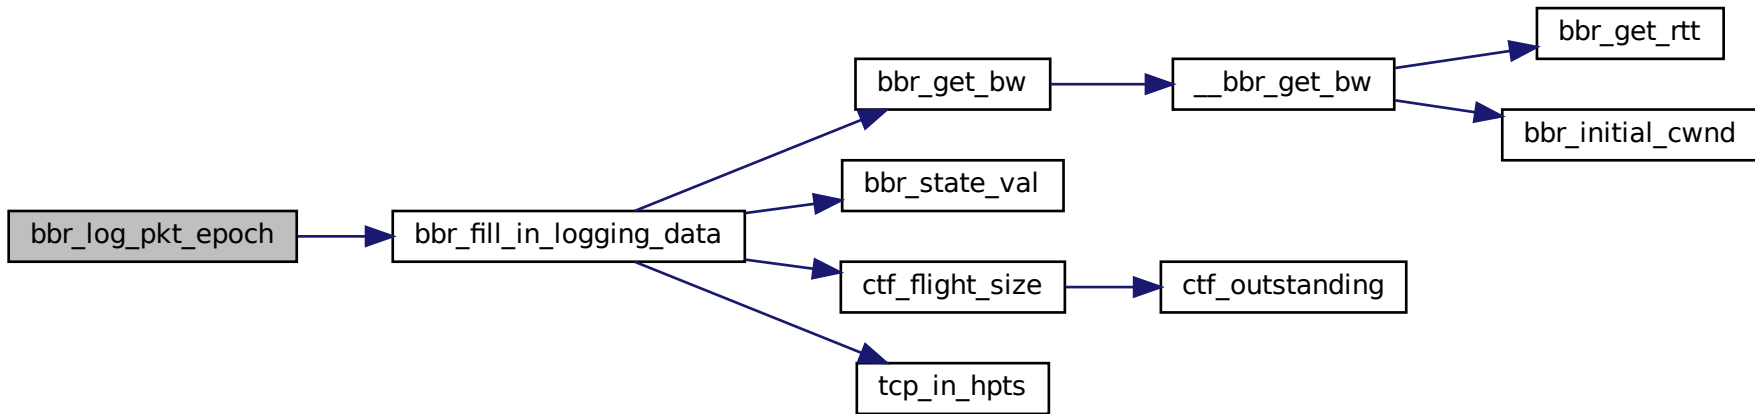 bbr_log_pkt_epoch
bbr_fill_in_logging_data
bbr_get_bw
__bbr_get_bw
bbr_get_rtt
bbr_initial_cwnd
bbr_state_val
ctf_flight_size
ctf_outstanding
tcp_in_hpts